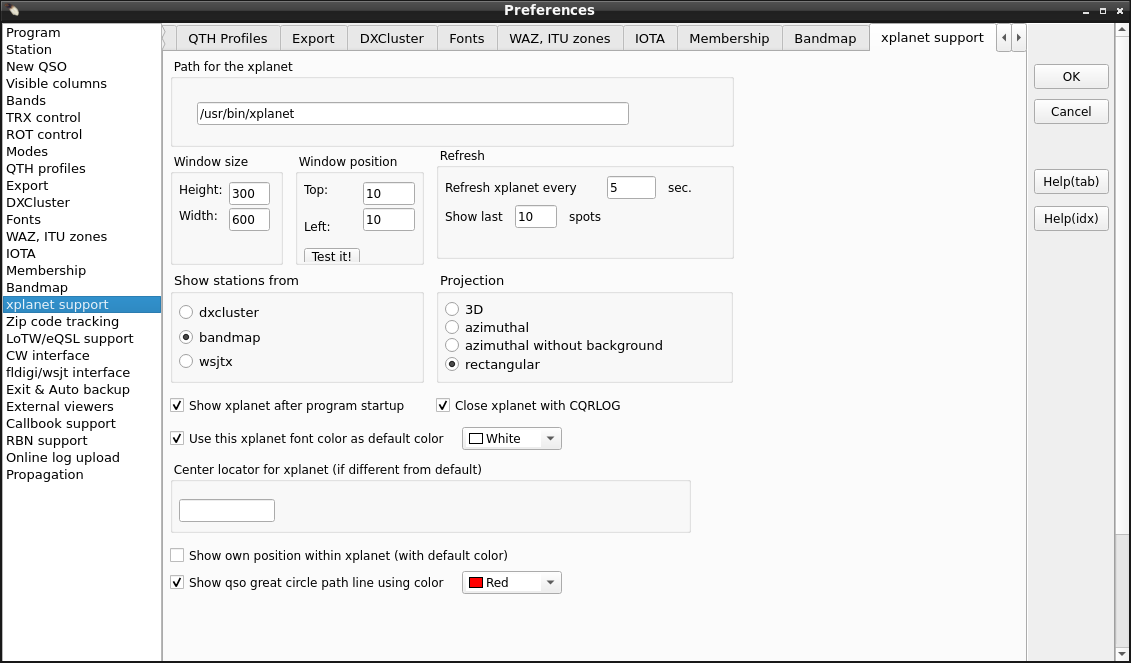 Preferences
Program
Station
New QSO
Visible columns
Bands
TRX control
ROT control
Modes
QTH profiles
Export
DXCluster
Fonts
WAZ, ITU zones
IOTA
Membership
Bandmap
xplanet support
Zip code tracking
LoTW/eQSL support
CW interface
fldigi/wsjt interface
Exit & Auto backup
External viewers
Callbook support
RBN support
Online log upload
Propagation
QTH Profiles Export DXCluster Fonts WAZ, ITU zones IOTA Membership Bandmap xplanet support
Path for the xplanet
/usr/bin/xplanet
Window size
Height: 300
Width: 600
Window position
Top: 10
Left: 10
Test it!
Refresh
Refresh xplanet every 5 sec.
Show last 10 spots
Show stations from
dxcluster
bandmap
wsjtx
Projection
3D
azimuthal
azimuthal without background
rectangular
Show xplanet after program startup Close xplanet with CQRLOG
Use this xplanet font color as default color White
Center locator for xplanet (if different from default)
Show own position within xplanet (with default color)
Show qso great circle path line using color Red
OK
Cancel
Help(tab)
Help(idx)